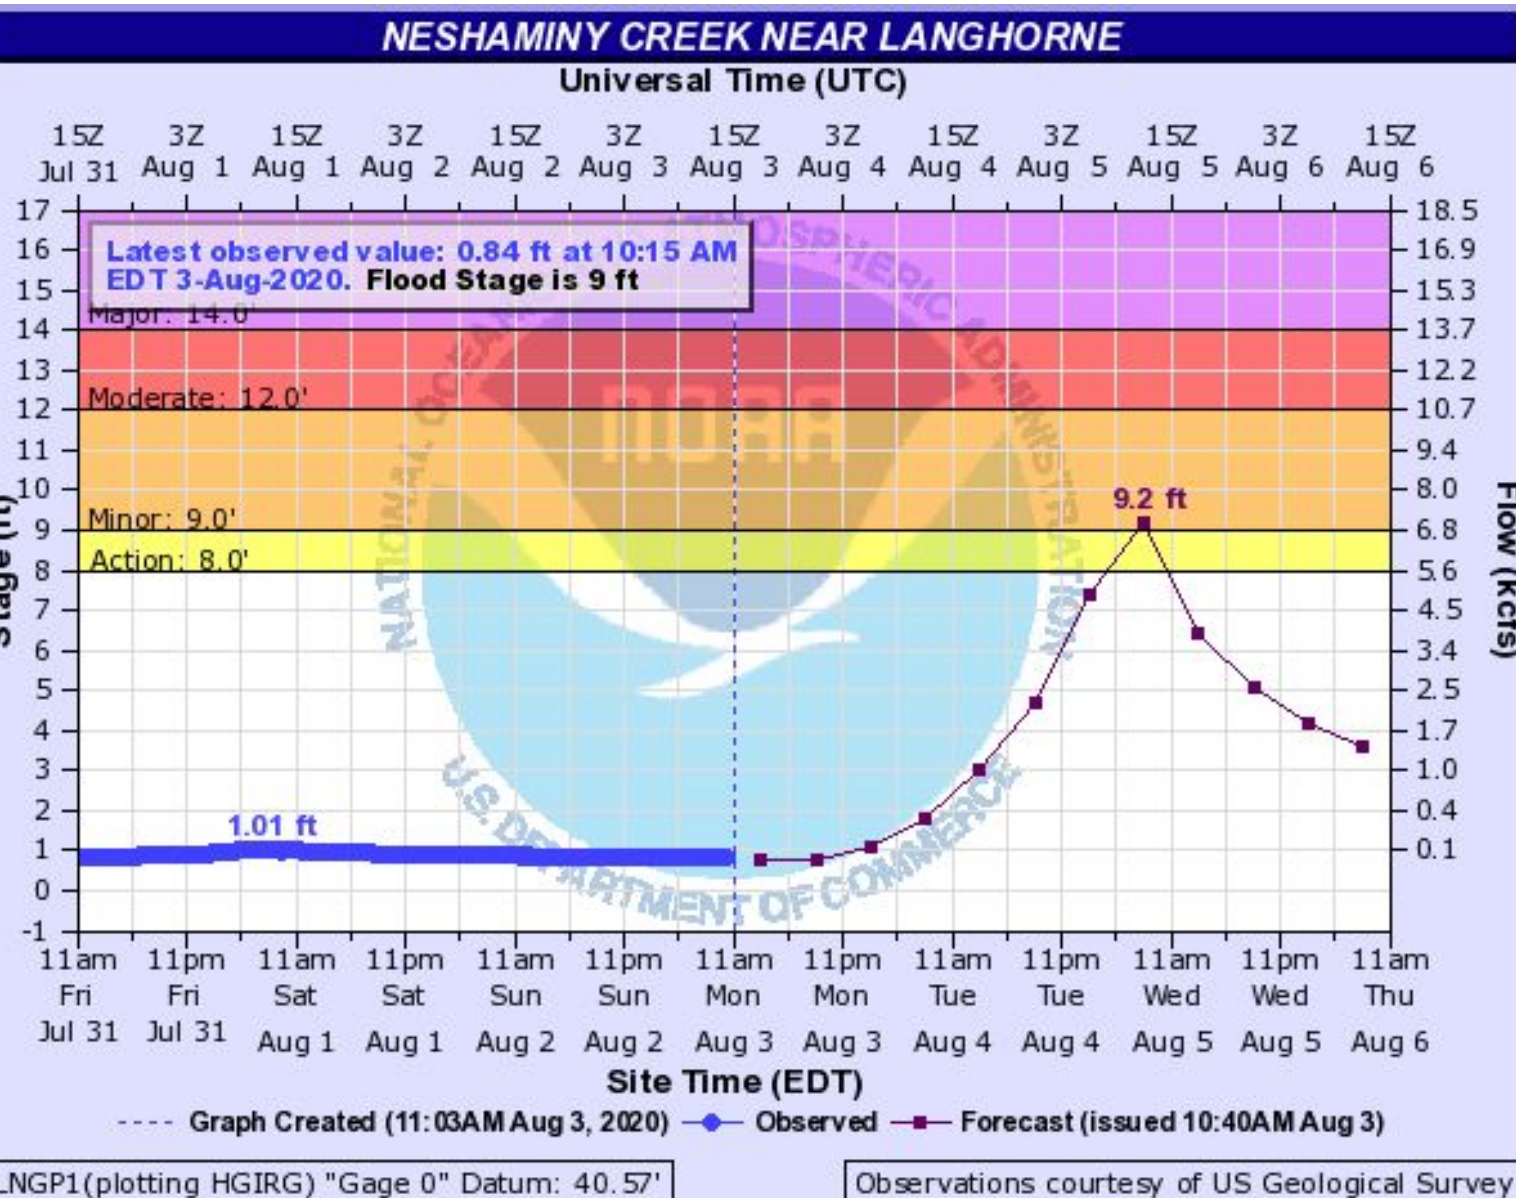 NESHAMINY CREEK NEAR LANGHORNE
Universal Time (UTC)
15Z 3Z 15Z 3Z 15Z 3Z 15Z 3Z 15Z 3Z 15Z 3Z 15Z
Jul 31 Aug 1 Aug 1 Aug 2 Aug 2 Aug 3 Aug 3 Aug 4 Aug 4 Aug 5 Aug 5 Aug 6 Aug 6
17 18.5
16 16.9
15 15.3
14 13.7
13 12.2
12 10.7
11 9.4
10 8.0
9 6.8
8 5.6
7 4.5
6 3.4
5 2.5
4 1.7
3 1.0
2 0.4
1 0.1
0
-1
Stage (ft)
Flow (kcfs)
Latest observed value: 0.84 ft at 10:15 AM
EDT 3-Aug-2020. Flood Stage is 9 ft
Major: 14.0'
Moderate: 12.0'
Minor: 9.0'
Action: 8.0'
9.2 ft
1.01 ft
NATIONAL OCEANIC ATMOSPHERIC ADMINISTRATION
NOAA
U.S. DEPARTMENT OF COMMERCE
11am 11pm 11am 11pm 11am 11pm 11am 11pm 11am 11pm 11am 11pm 11am
Fri Fri Sat Sat Sun Sun Mon Mon Tue Tue Wed Wed Thu
Jul 31 Jul 31 Aug 1 Aug 1 Aug 2 Aug 2 Aug 3 Aug 3 Aug 4 Aug 4 Aug 5 Aug 5 Aug 6
Site Time (EDT)
Graph Created (11:03AM Aug 3, 2020) Observed Forecast (issued 10:40AM Aug 3)
LNGP1(plotting HGIRG) "Gage 0" Datum: 40.57'
Observations courtesy of US Geological Survey